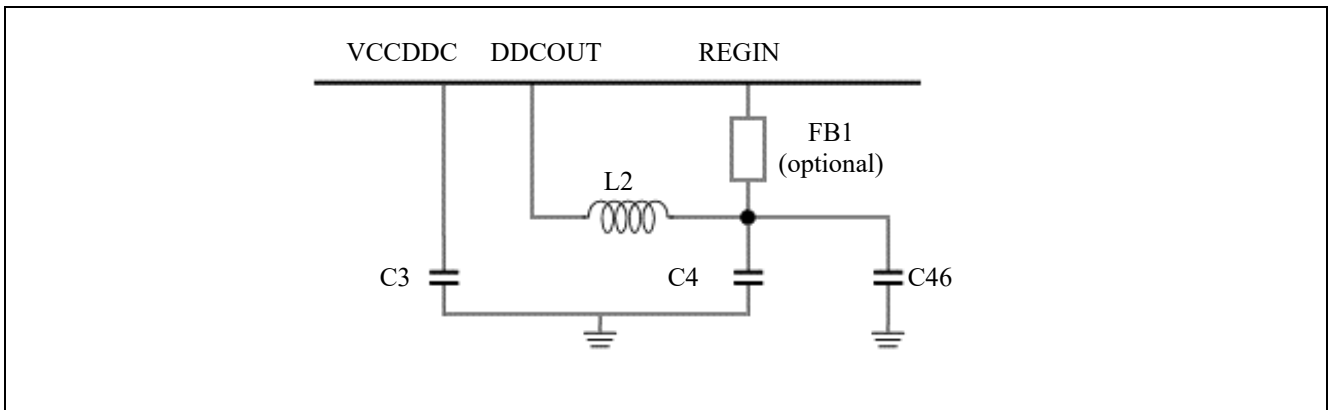 VCCDDC DDCOUT REGIN
FB1
(optional)
L2
C3 C4 C46